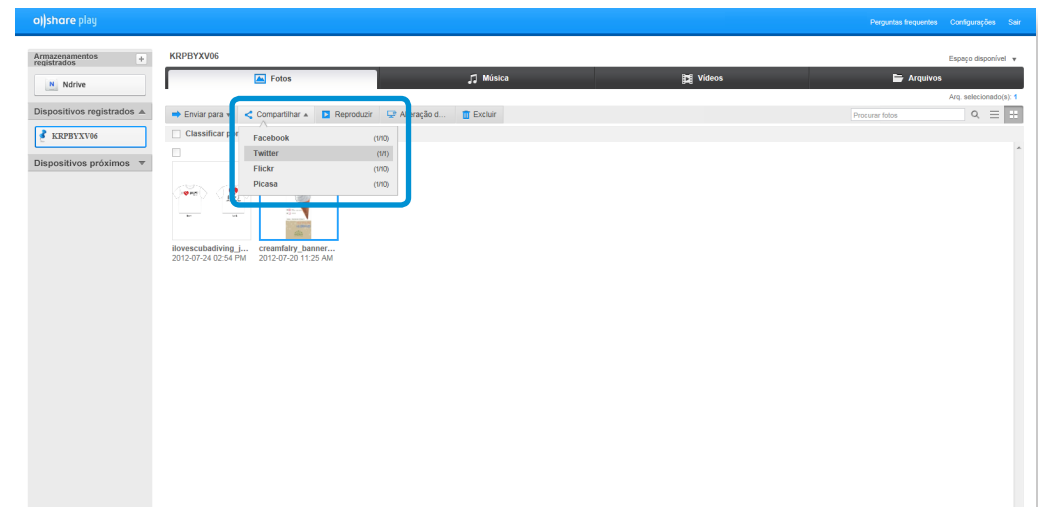 allshare play
Perguntas frequentes Configurações Sair
Armazenamentos registrados +
KRPBYXV06
Espaço disponível
N Ndrive
Fotos Música Vídeos Arquivos
Arq. selecionado(s): 1
Dispositivos registrados
Enviar para Compartilhar Reproduzir Excluir
Procurar fotos
KRPBYXV06
Classificar
Facebook (1/10)
Twitter (1/1)
Flickr (1/10)
Picasa (1/10)
Dispositivos próximos
ilovescubadiving_j... creamfalry_banner...
2012-07-24 02:54 PM 2012-07-20 11:25 AM